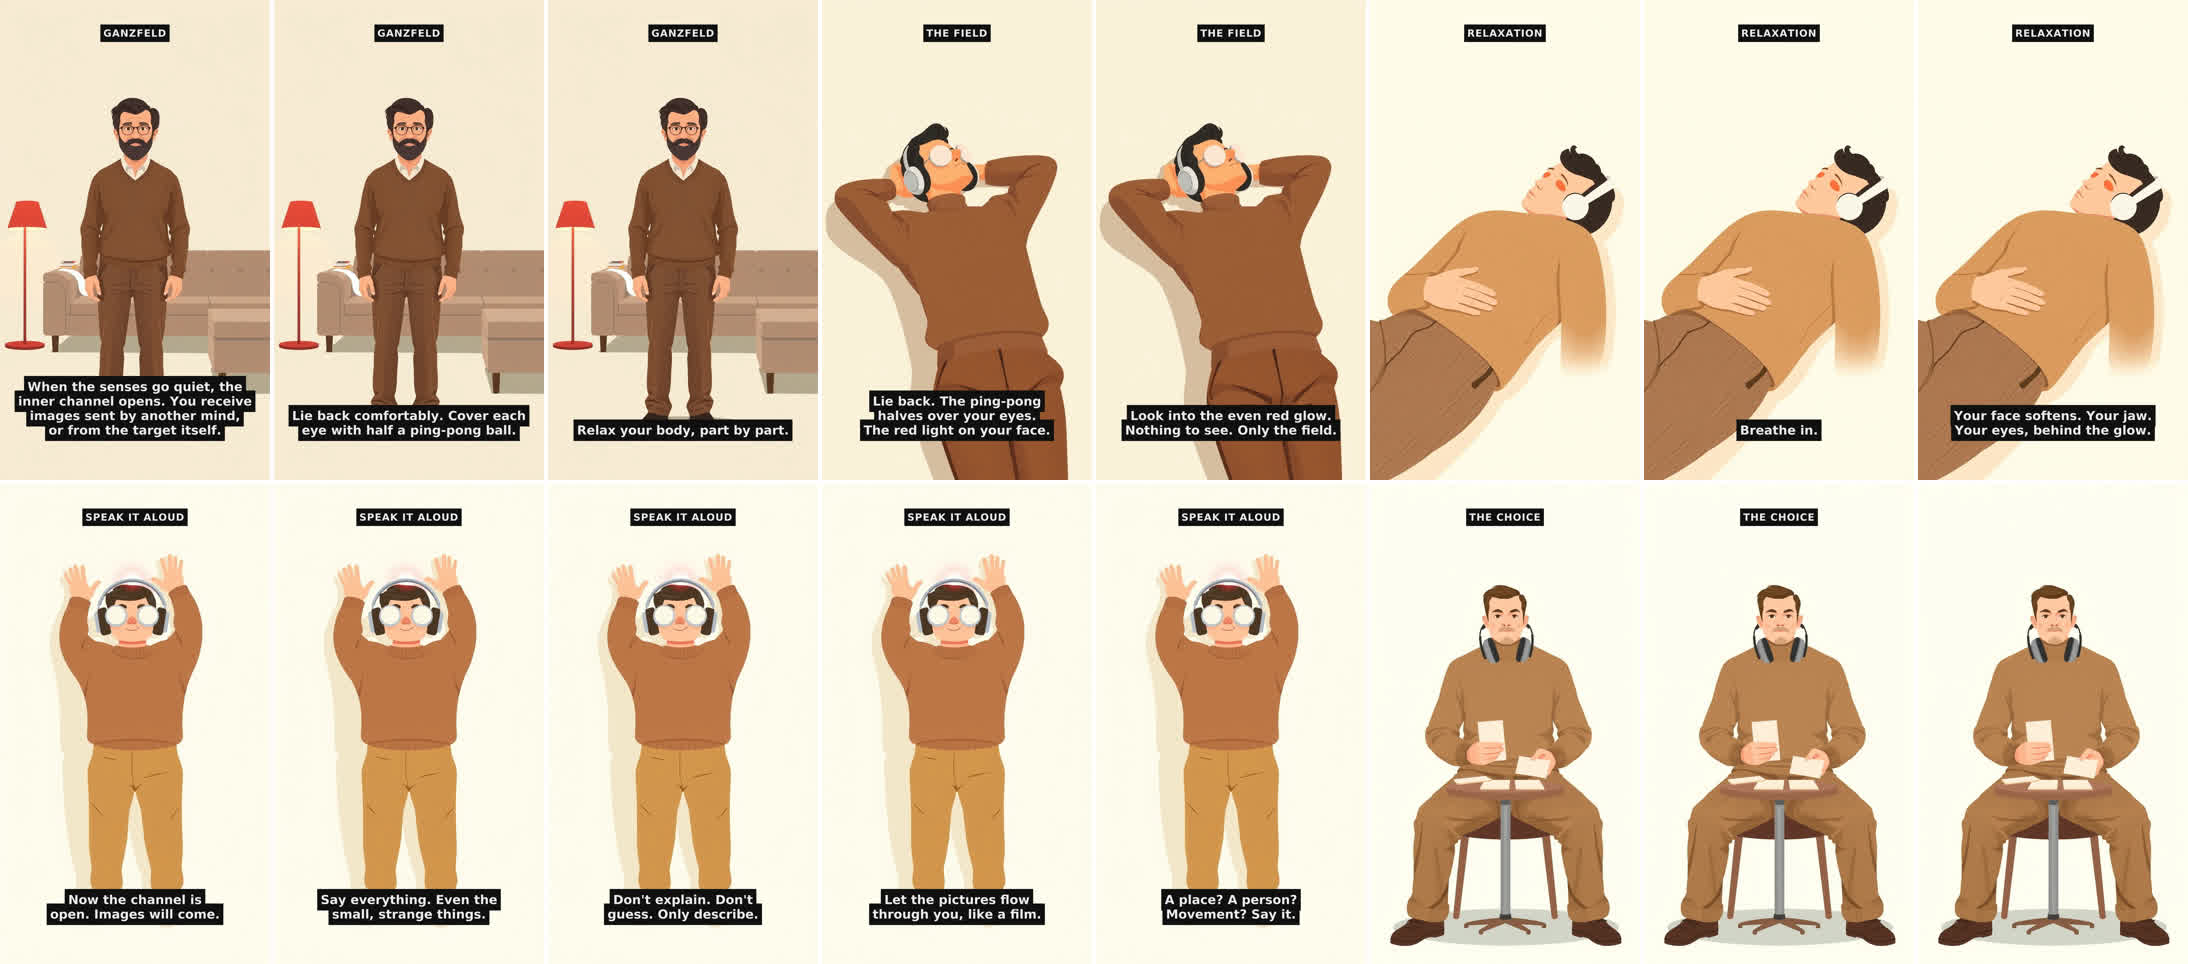 GANZFELD
When the senses go quiet, the
inner channel opens. You receive
images sent by another mind,
or from the target itself.
GANZFELD
Lie back comfortably. Cover each
eye with half a ping-pong ball.
GANZFELD
Relax your body, part by part.
THE FIELD
Lie back. The ping-pong
halves over your eyes.
The red light on your face.
THE FIELD
Look into the even red glow.
Nothing to see. Only the field.
RELAXATION
RELAXATION
Breathe in.
RELAXATION
Your face softens. Your jaw.
Your eyes, behind the glow.
SPEAK IT ALOUD
Now the channel is
open. Images will come.
SPEAK IT ALOUD
Say everything. Even the
small, strange things.
SPEAK IT ALOUD
Don't explain. Don't
guess. Only describe.
SPEAK IT ALOUD
Let the pictures flow
through you, like a film.
SPEAK IT ALOUD
A place? A person?
Movement? Say it.
THE CHOICE
THE CHOICE